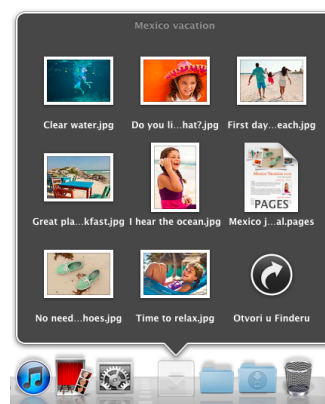 Mexico vacation
Clear water.jpg
Do you li...hat?.jpg
First day...each.jpg
Great pla...kfast.jpg
I hear the ocean.jpg
Mexico j...al.pages
PAGES
No need...hoes.jpg
Time to relax.jpg
Otvori u Finderu